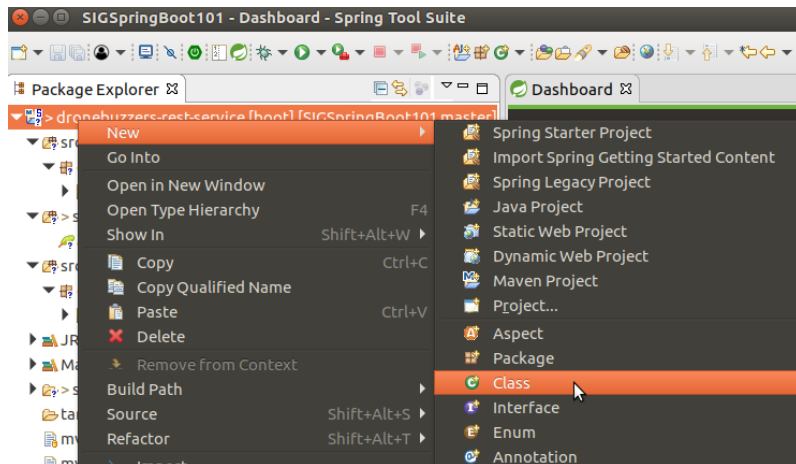 SIGSpringBoot101 - Dashboard - Spring Tool Suite
Package Explorer
Dashboard
> dronebuzzers-rest-service [boot] [SIGSpringBoot101 master]
New
Go Into
Open in New Window
Open Type Hierarchy F4
Show In Shift+Alt+W
Copy Ctrl+C
Copy Qualified Name
Paste Ctrl+V
Delete
Remove from Context
Build Path
Source Shift+Alt+S
Refactor Shift+Alt+T
Spring Starter Project
Import Spring Getting Started Content
Spring Legacy Project
Java Project
Static Web Project
Dynamic Web Project
Maven Project
Project...
Aspect
Package
Class
Interface
Enum
Annotation